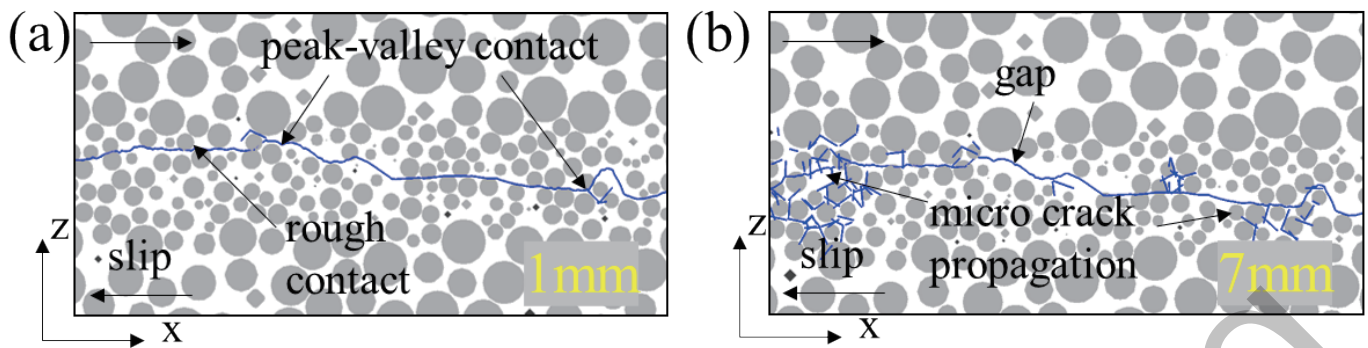 (a)
peak-valley contact
rough
contact
slip
1mm
z
x
(b)
gap
micro crack
propagation
slip
7mm
z
x